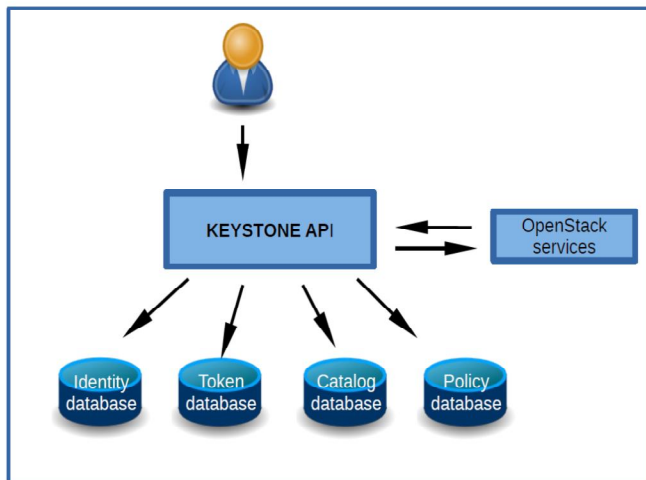 KEYSTONE API
OpenStack
services
Identity
database
Token
database
Catalog
database
Policy
database